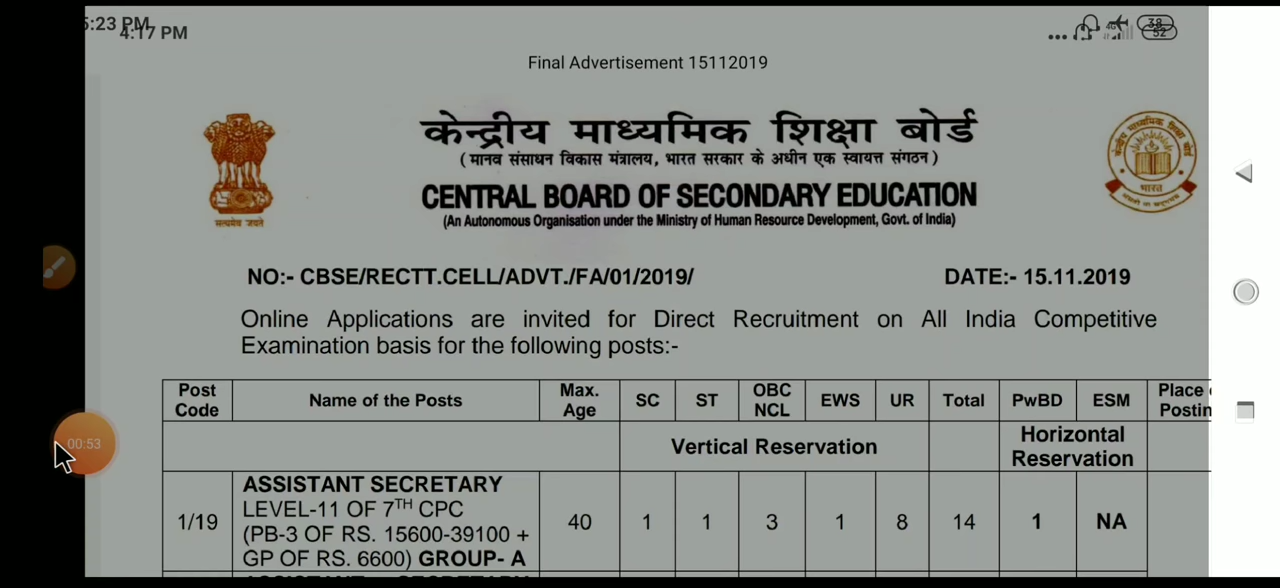 5:23 PM
4:17 PM
Final Advertisement 15112019
केन्द्रीय माध्यमिक शिक्षा बोर्ड
(मानव संसाधन विकास मंत्रालय, भारत सरकार के अधीन एक स्वायत्त संगठन)
CENTRAL BOARD OF SECONDARY EDUCATION
(An Autonomous Organisation under the Ministry of Human Resource Development, Govt. of India)
सत्यमेव जयते
भारत
NO:- CBSE/RECTT.CELL/ADVT./FA/01/2019/ DATE:- 15.11.2019
Online Applications are invited for Direct Recruitment on All India Competitive
Examination basis for the following posts:-
Post Code Name of the Posts Max. Age SC ST OBC NCL EWS UR Total PwBD ESM Place
Vertical Reservation Horizontal Reservation
1/19 ASSISTANT SECRETARY
LEVEL-11 OF 7TH CPC
(PB-3 OF RS. 15600-39100 +
GP OF RS. 6600) GROUP- A
40 1 1 3 1 8 14 1 NA
00:53